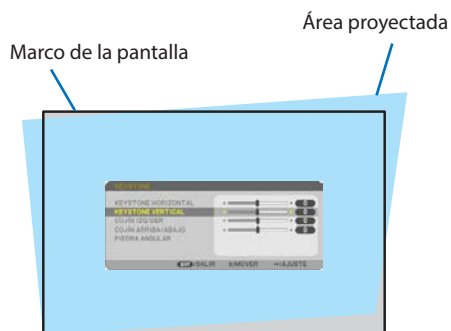 Área proyectada
Marco de la pantalla
KEYSTONE
KEYSTONE HORIZONTAL
KEYSTONE VERTICAL
COJÍN IZQ/DER
COJÍN ARRIBA/ABAJO
PIEDRA ANGULAR
:SALIR :MOVER :AJUSTE